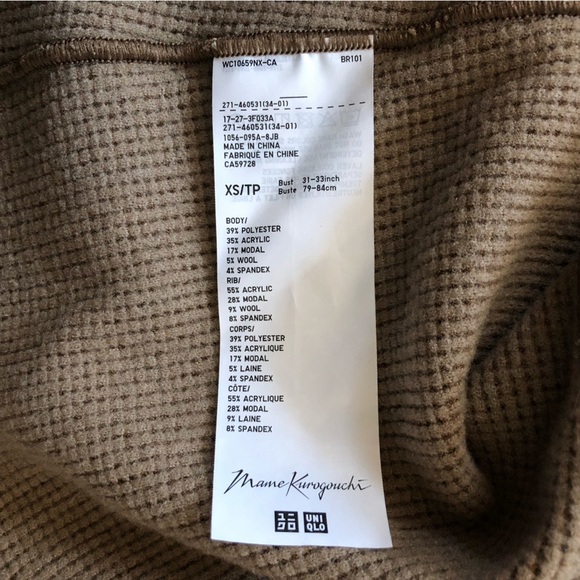 WC10659NX-CA BR101
271-460531(34-01)
17-27-3F033A
271-460531(34-01)
1056-095A-8JB
MADE IN CHINA
FABRIQUÉ EN CHINE
CA59728
XS/TP Bust 31-33inch
Buste 79-84cm
BODY/
39% POLYESTER
35% ACRYLIC
17% MODAL
5% WOOL
4% SPANDEX
RIB/
55% ACRYLIC
28% MODAL
9% WOOL
8% SPANDEX
CORPS/
39% POLYESTER
35% ACRYLIQUE
17% MODAL
5% LAINE
4% SPANDEX
CÔTE/
55% ACRYLIQUE
28% MODAL
9% LAINE
8% SPANDEX
Mame Kurogouchi
ユニ UNI
クロ QLO